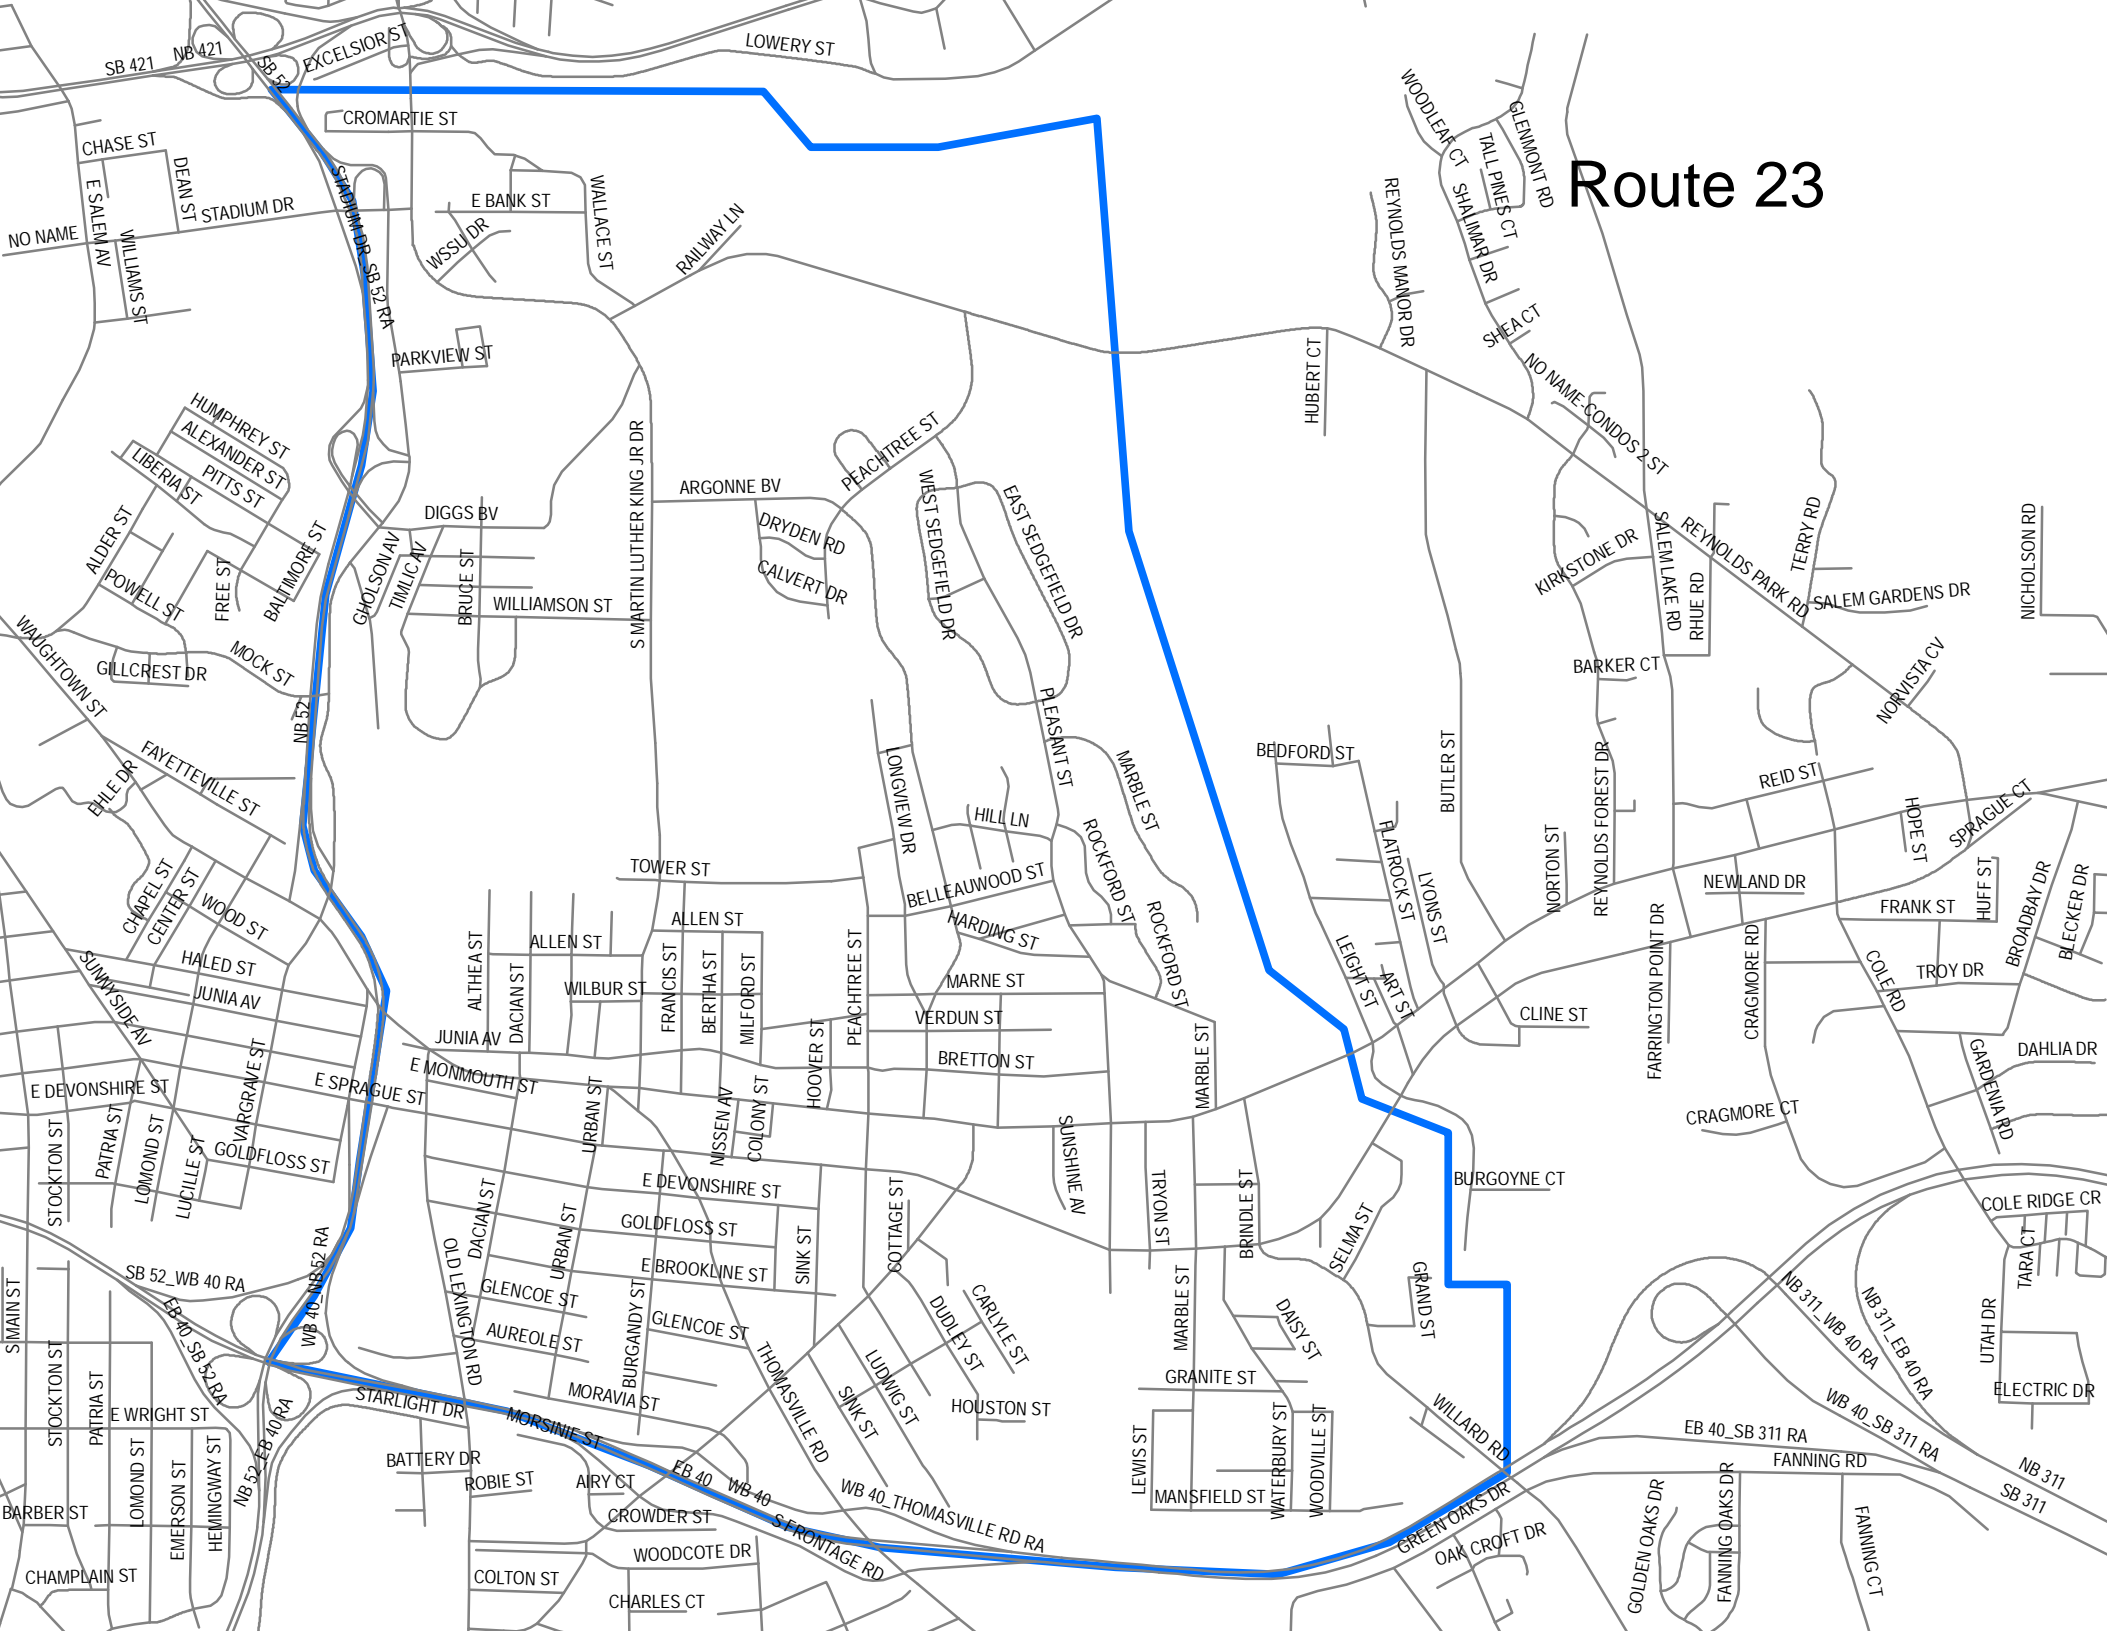 Route 23
SB 421
NB 421
SB 52
EXCELSIOR ST
LOWERY ST
CROMARTIE ST
CHASE ST
DEAN ST
E SALEM AV
STADIUM DR
NO NAME
WILLIAMS ST
STADIUM DR_SB 52 RA
E BANK ST
WSSU DR
WALLACE ST
RAILWAY LN
PARKVIEW ST
WOODLEAF CT
TALL PINES CT
GLENMONT RD
SHALIMAR DR
REYNOLDS MANOR DR
SHEA CT
HUBERT CT
NO NAME-CONDOS 2 ST
HUMPHREY ST
ALEXANDER ST
PITTS ST
LIBERIA ST
ALDER ST
POWELL ST
FREE ST
BALTIMORE ST
DIGGS BV
GHOLSON AV
TIMLIC AV
BRUCE ST
WILLIAMSON ST
S MARTIN LUTHER KING JR DR
ARGONNE BV
PEACHTREE ST
DRYDEN RD
CALVERT DR
WEST SEDGEFIELD DR
EAST SEDGEFIELD DR
KIRKSTONE DR
SALEM LAKE RD
RHUE RD
REYNOLDS PARK RD
TERRY RD
SALEM GARDENS DR
NICHOLSON RD
BARKER CT
NORVISTA CV
WAUGHTOWN ST
GILLCREST DR
MOCK ST
NB 52
FAYETTEVILLE ST
EHLE DR
PLEASANT ST
LONGVIEW DR
MARBLE ST
BEDFORD ST
BUTLER ST
REYNOLDS FOREST DR
REID ST
HOPE ST
SPRAGUE CT
HILL LN
ROCKFORD ST
FLATROCK ST
LYONS ST
NORTON ST
TOWER ST
BELLEAUWOOD ST
HARDING ST
ROCKFORD ST
NEWLAND DR
FRANK ST
HUFF ST
BROADBAY DR
BLECKER DR
CHAPEL ST
CENTER ST
WOOD ST
ALLEN ST
ALLEN ST
ALTHEA ST
DACIAN ST
WILBUR ST
FRANCIS ST
BERTHA ST
MILFORD ST
PEACHTREE ST
MARNE ST
VERDUN ST
BRETTON ST
LEIGHT ST
ART ST
CLINE ST
FARRINGTON POINT DR
CRAGMORE RD
COLE RD
TROY DR
HALED ST
JUNIA AV
SUNNYSIDE AV
JUNIA AV
E MONMOUTH ST
HOOVER ST
MARBLE ST
GARDENIA RD
DAHLIA DR
CRAGMORE CT
E DEVONSHIRE ST
E SPRAGUE ST
VARGRAVE ST
GOLDFLOSS ST
STOCKTON ST
PATRIA ST
LOMOND ST
LUCILLE ST
URBAN ST
NISSEN AV
COLONY ST
SUNSHINE AV
TRYON ST
BRINDLE ST
BURGOYNE CT
E DEVONSHIRE ST
GOLDFLOSS ST
E BROOKLINE ST
DACIAN ST
URBAN ST
SINK ST
COTTAGE ST
SELMA ST
COLE RIDGE CR
TARA CT
UTAH DR
ELECTRIC DR
SB 52_WB 40 RA
WB 40_NB 52 RA
EB 40_SB 52 RA
OLD LEXINGTON RD
GLENCOE ST
AUREOLE ST
BURGANDY ST
GLENCOE ST
MORAVIA ST
THOMASVILLE RD
DUDLEY ST
CARLYLE ST
LUDWIG ST
SINK ST
HOUSTON ST
MARBLE ST
DAISY ST
GRAND ST
GRANITE ST
WILLARD RD
NB 311_WB 40 RA
NB 311_EB 40 RA
WB 40_SB 311 RA
EB 40_SB 311 RA
FANNING RD
NB 311
SB 311
S MAIN ST
STOCKTON ST
PATRIA ST
E WRIGHT ST
LOMOND ST
EMERSON ST
HEMINGWAY ST
BARBER ST
CHAMPLAIN ST
NB 52_EB 40 RA
STARLIGHT DR
MORSINIE ST
BATTERY DR
ROBIE ST
AIRY CT
EB 40
WB 40
CROWDER ST
WOODCOTE DR
COLTON ST
CHARLES CT
S FRONTAGE RD
WB 40_THOMASVILLE RD RA
LEWIS ST
MANSFIELD ST
WATERBURY ST
WOODVILLE ST
GREEN OAKS DR
OAK CROFT DR
GOLDEN OAKS DR
FANNING OAKS DR
FANNING CT